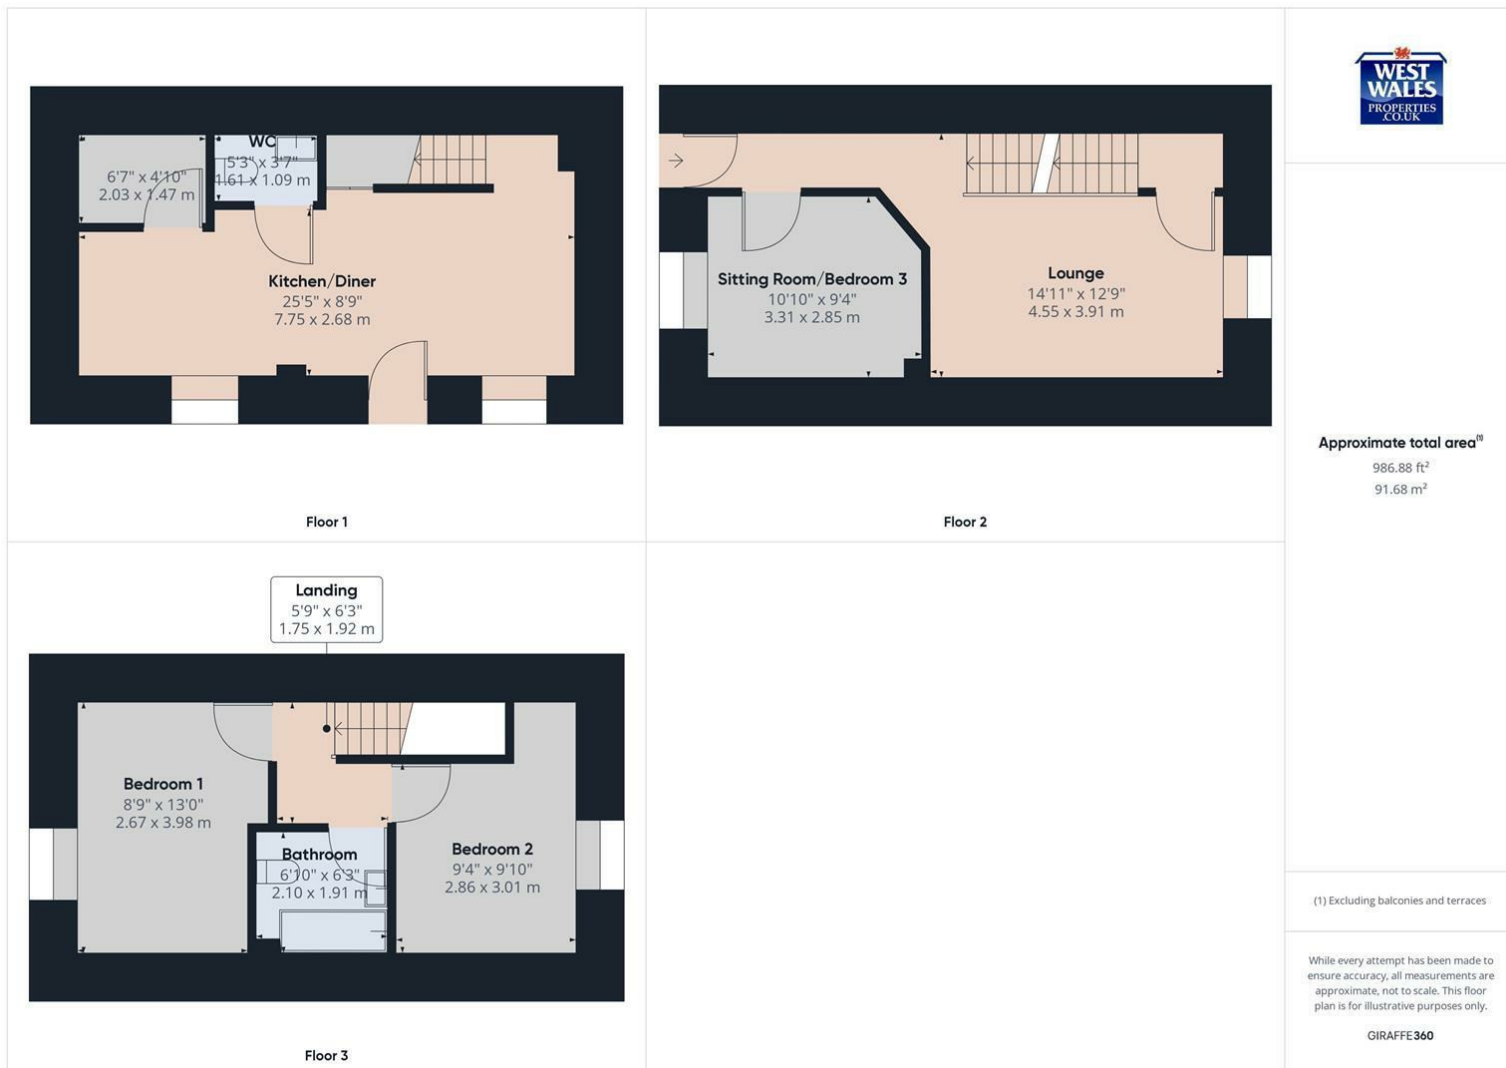 6'7" x 4'10"
2.03 x 1.47 m
WC
5'3" x 3'7"
1.61 x 1.09 m
Kitchen/Diner
25'5" x 8'9"
7.75 x 2.68 m
Floor 1
Sitting Room/Bedroom 3
10'10" x 9'4"
3.31 x 2.85 m
Lounge
14'11" x 12'9"
4.55 x 3.91 m
Floor 2
Landing
5'9" x 6'3"
1.75 x 1.92 m
Bedroom 1
8'9" x 13'0"
2.67 x 3.98 m
Bathroom
6'10" x 6'3"
2.10 x 1.91 m
Bedroom 2
9'4" x 9'10"
2.86 x 3.01 m
Floor 3
WEST
WALES
PROPERTIES
.CO.UK
Approximate total area(1)
986.88 ft²
91.68 m²
(1) Excluding balconies and terraces
While every attempt has been made to
ensure accuracy, all measurements are
approximate, not to scale. This floor
plan is for illustrative purposes only.
GIRAFFE360